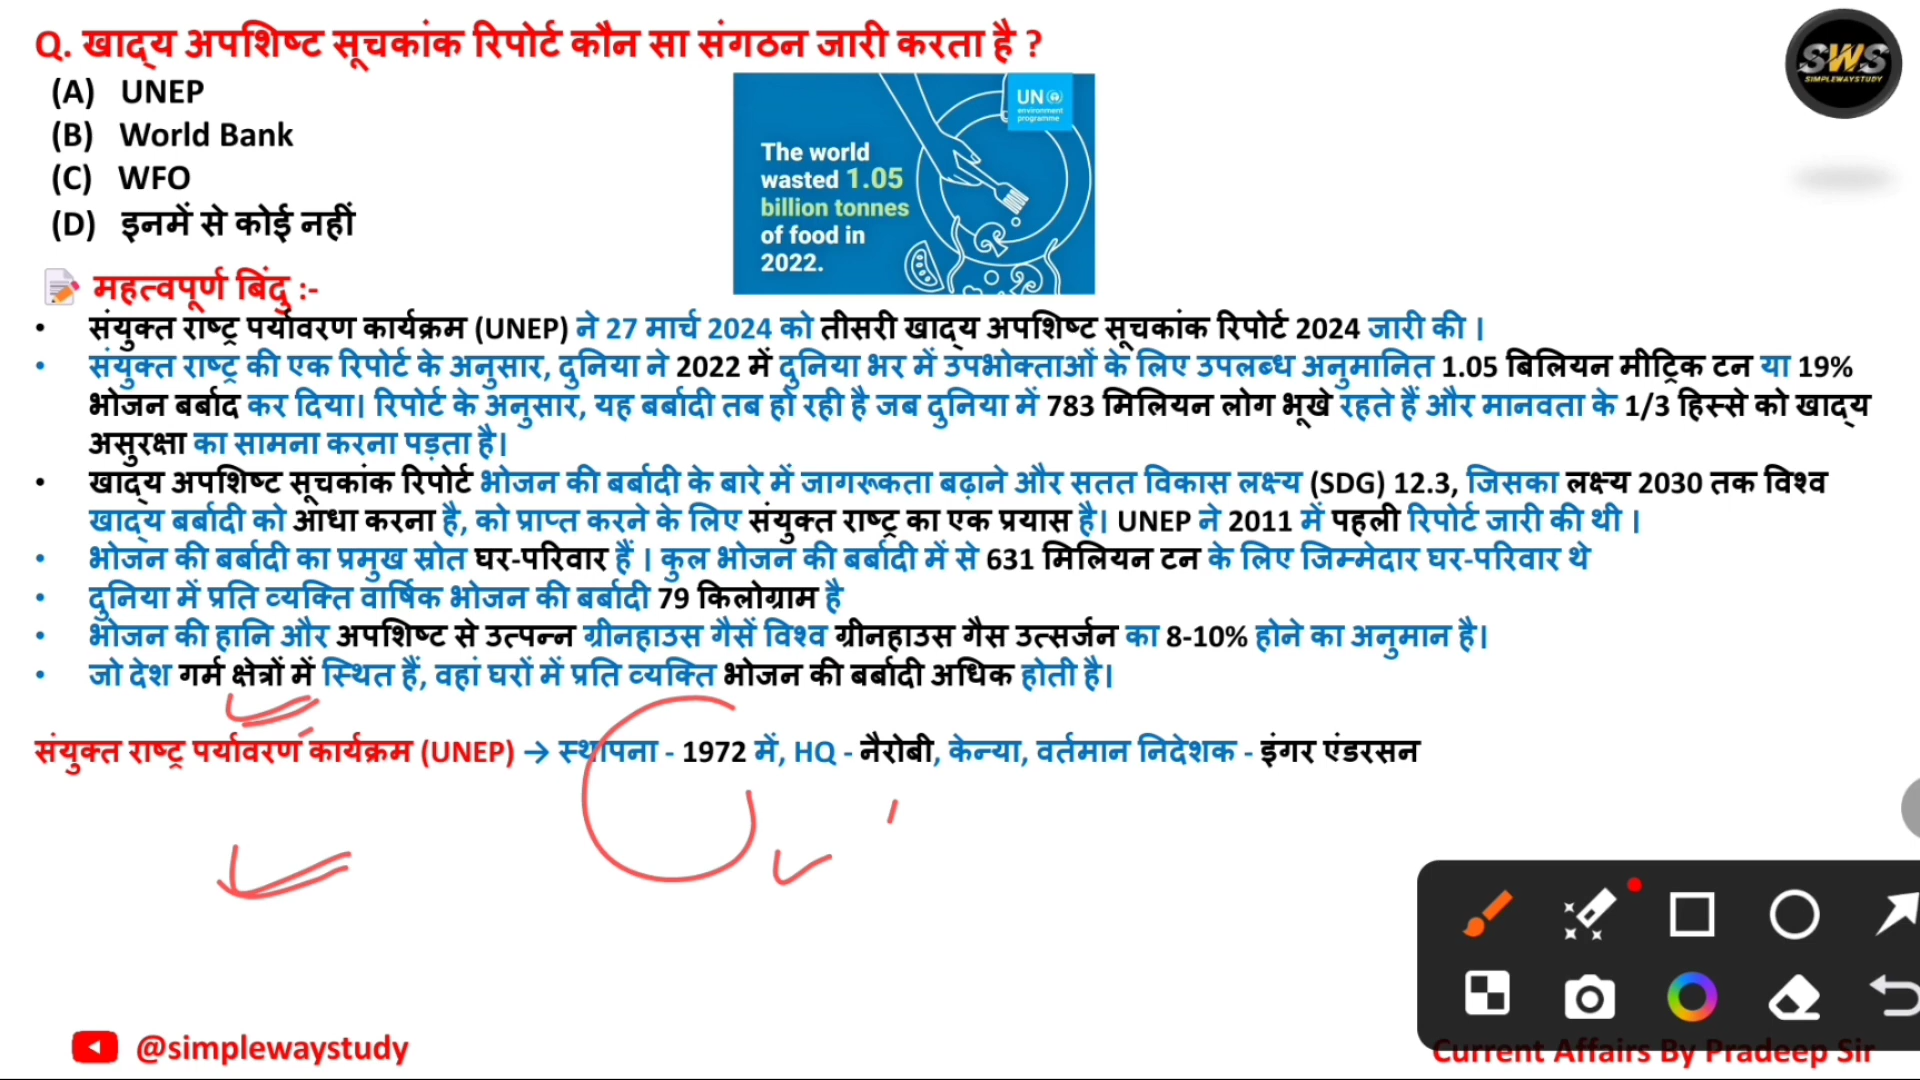 Q. खाद्य अपशिष्ट सूचकांक रिपोर्ट कौन सा संगठन जारी करता है ?
(A) UNEP
(B) World Bank
(C) WFO
(D) इनमें से कोई नहीं
UN
environment
programme
The world
wasted 1.05
billion tonnes
of food in
2022.
SWS
SIMPLEWAYSTUDY
महत्वपूर्ण बिंदु :-
• संयुक्त राष्ट्र पर्यावरण कार्यक्रम (UNEP) ने 27 मार्च 2024 को तीसरी खाद्य अपशिष्ट सूचकांक रिपोर्ट 2024 जारी की ।
• संयुक्त राष्ट्र की एक रिपोर्ट के अनुसार, दुनिया ने 2022 में दुनिया भर में उपभोक्ताओं के लिए उपलब्ध अनुमानित 1.05 बिलियन मीट्रिक टन या 19%
भोजन बर्बाद कर दिया। रिपोर्ट के अनुसार, यह बर्बादी तब हो रही है जब दुनिया में 783 मिलियन लोग भूखे रहते हैं और मानवता के 1/3 हिस्से को खाद्य
असुरक्षा का सामना करना पड़ता है।
• खाद्य अपशिष्ट सूचकांक रिपोर्ट भोजन की बर्बादी के बारे में जागरूकता बढ़ाने और सतत विकास लक्ष्य (SDG) 12.3, जिसका लक्ष्य 2030 तक विश्व
खाद्य बर्बादी को आधा करना है, को प्राप्त करने के लिए संयुक्त राष्ट्र का एक प्रयास है। UNEP ने 2011 में पहली रिपोर्ट जारी की थी ।
• भोजन की बर्बादी का प्रमुख स्रोत घर-परिवार हैं । कुल भोजन की बर्बादी में से 631 मिलियन टन के लिए जिम्मेदार घर-परिवार थे
• दुनिया में प्रति व्यक्ति वार्षिक भोजन की बर्बादी 79 किलोग्राम है
• भोजन की हानि और अपशिष्ट से उत्पन्न ग्रीनहाउस गैसें विश्व ग्रीनहाउस गैस उत्सर्जन का 8-10% होने का अनुमान है।
• जो देश गर्म क्षेत्रों में स्थित हैं, वहां घरों में प्रति व्यक्ति भोजन की बर्बादी अधिक होती है।
संयुक्त राष्ट्र पर्यावरण कार्यक्रम (UNEP) → स्थापना - 1972 में, HQ - नैरोबी, केन्या, वर्तमान निदेशक - इंगर एंडरसन
@simplewaystudy
Current Affairs By Pradeep Sir